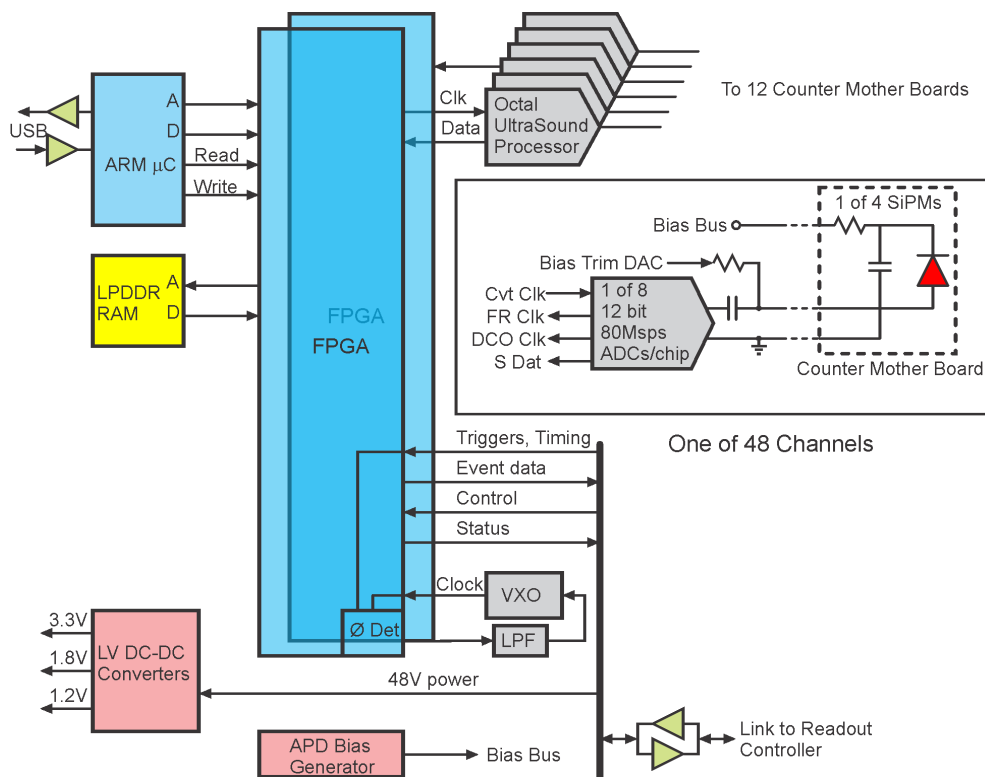 A
D
Read
Write
USB
ARM μC
Clk
Data
Octal
UltraSound
Processor
To 12 Counter Mother Boards
LPDDR
RAM
A
D
FPGA
FPGA
1 of 4 SiPMs
Bias Bus
Bias Trim DAC
Cvt Clk
FR Clk
DCO Clk
S Dat
1 of 8
12 bit
80Msps
ADCs/chip
Counter Mother Board
One of 48 Channels
Triggers, Timing
Event data
Control
Status
Clock
VXO
Ø Det
LPF
3.3V
1.8V
1.2V
LV DC-DC
Converters
48V power
APD Bias
Generator
Bias Bus
Link to Readout
Controller